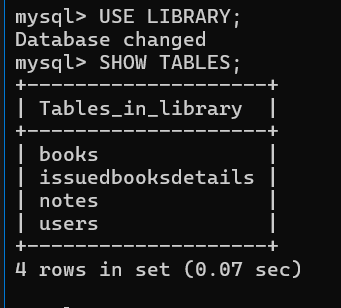 mysql> USE LIBRARY;
Database changed
mysql> SHOW TABLES;
+--------------------+
| Tables_in_library  |
+--------------------+
| books              |
| issuedbooksdetails |
| notes              |
| users              |
+--------------------+
4 rows in set (0.07 sec)